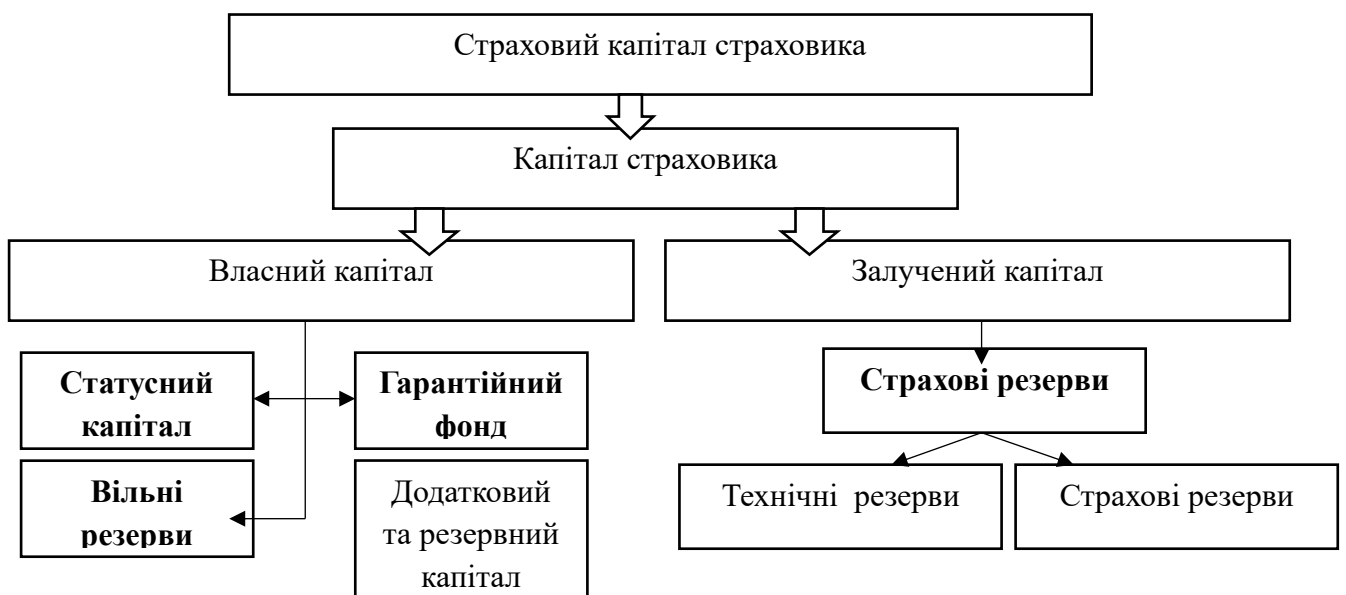 Страховий капітал страховика
Капітал страховика
Власний капітал
Залучений капітал
Статусний
капітал
Гарантійний
фонд
Страхові резерви
Вільні
резерви
Додатковий
та резервний
капітал
Технічні резерви
Страхові резерви